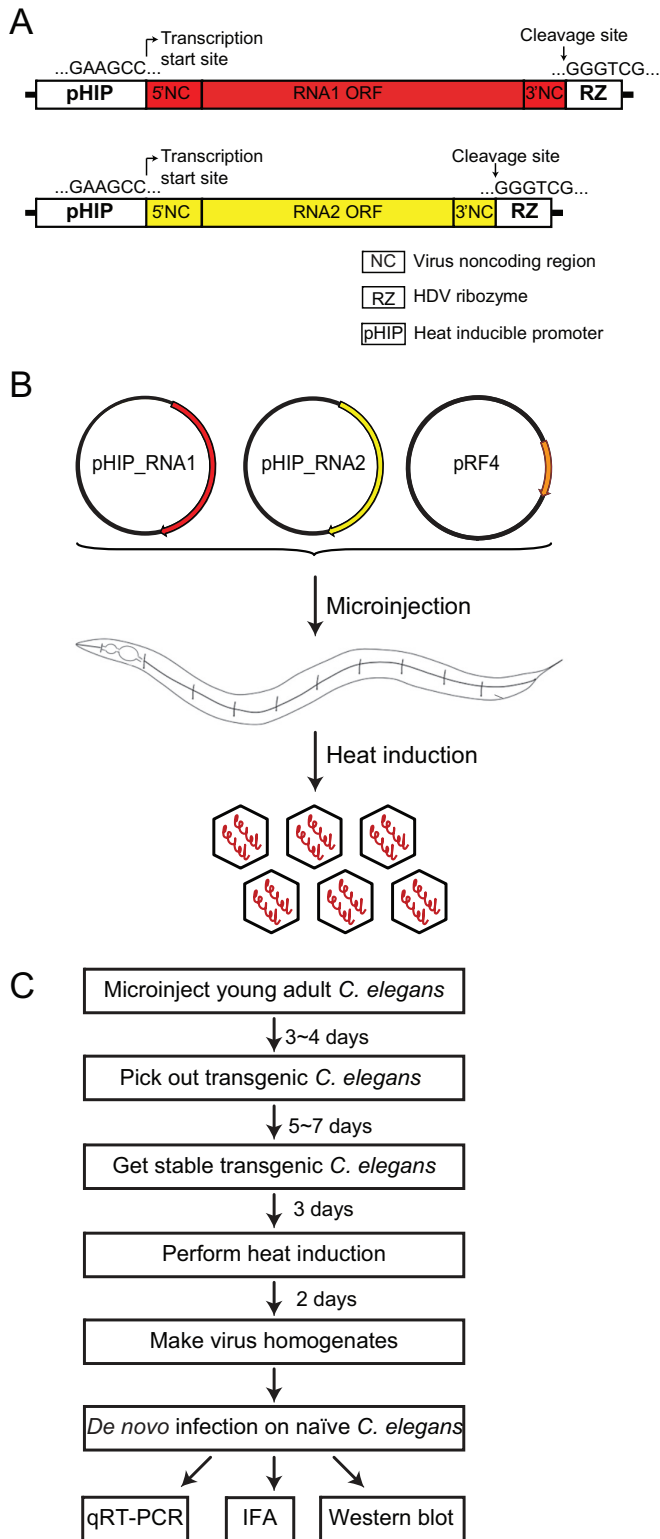 A
Transcription
start site
Cleavage site
...GAAGCC...
...GGGTCG...
pHIP
5'NC
RNA1 ORF
3'NC
RZ
Transcription
start site
Cleavage site
...GAAGCC...
...GGGTCG...
pHIP
5'NC
RNA2 ORF
3'NC
RZ
NC Virus noncoding region
RZ HDV ribozyme
pHIP Heat inducible promoter
B
pHIP_RNA1
pHIP_RNA2
pRF4
Microinjection
Heat induction
C
Microinject young adult C. elegans
3~4 days
Pick out transgenic C. elegans
5~7 days
Get stable transgenic C. elegans
3 days
Perform heat induction
2 days
Make virus homogenates
De novo infection on naïve C. elegans
qRT-PCR
IFA
Western blot